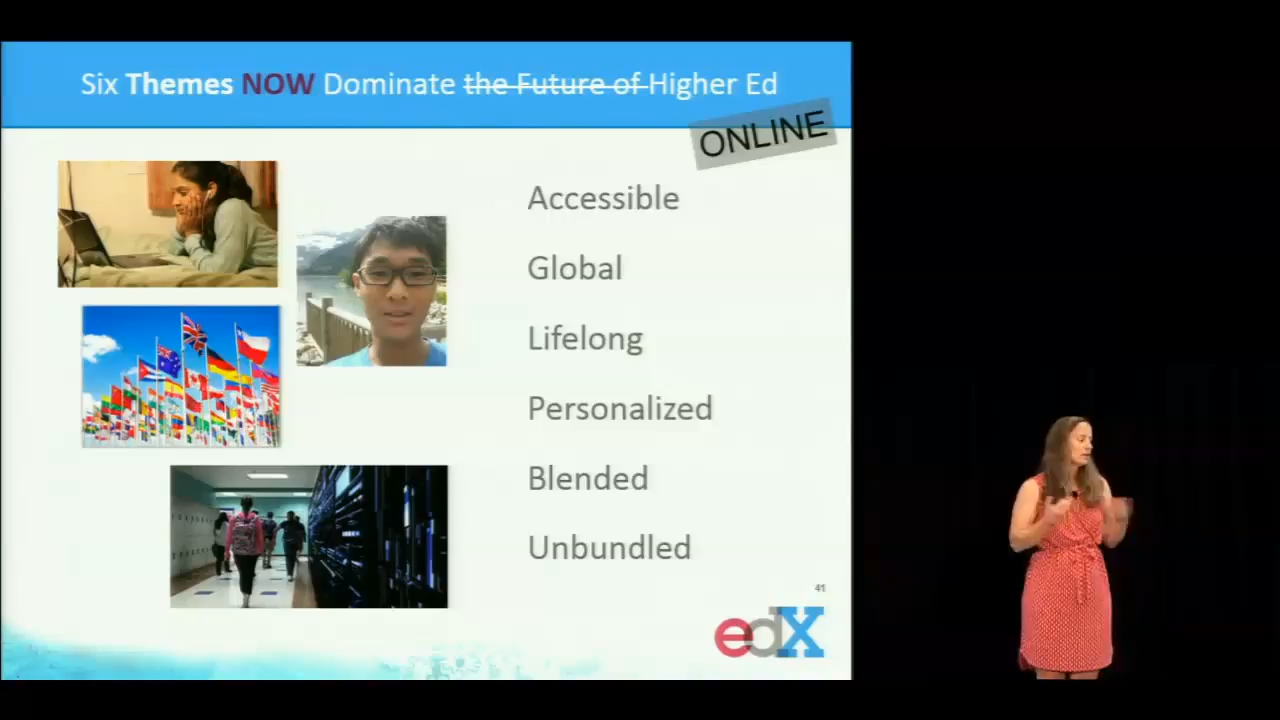 Six Themes NOW Dominate the Future of Higher Ed
ONLINE
Accessible
Global
Lifelong
Personalized
Blended
Unbundled
41
edX